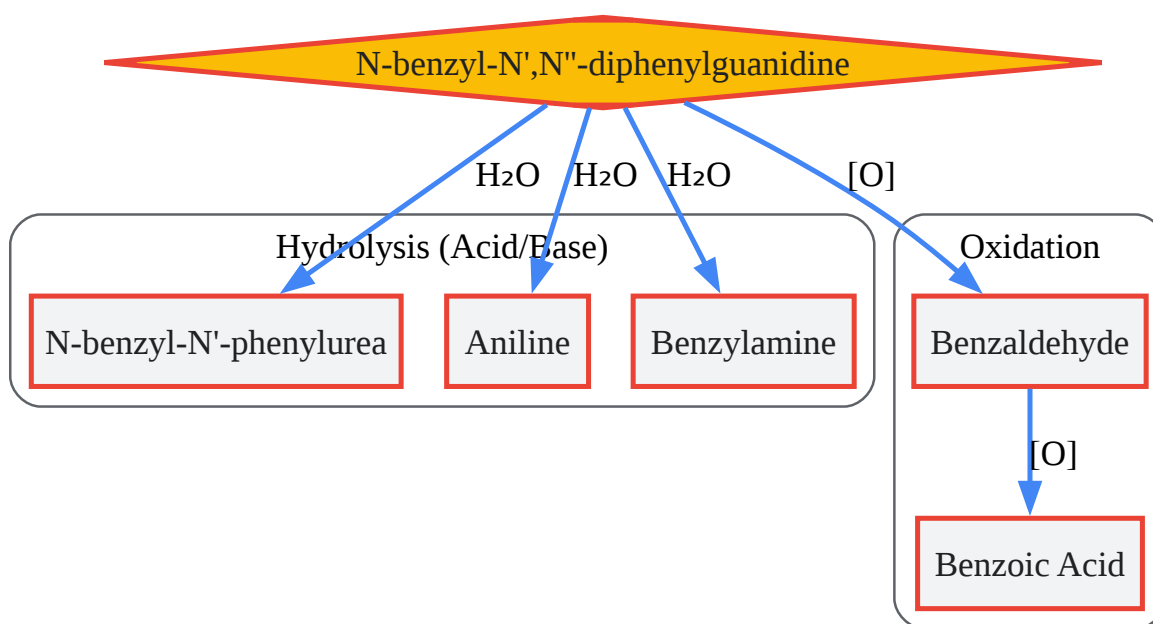 N-benzyl-N',N''-diphenylguanidine
H₂O
H₂O
H₂O
[O]
Hydrolysis (Acid/Base)
Oxidation
N-benzyl-N'-phenylurea
Aniline
Benzylamine
Benzaldehyde
[O]
Benzoic Acid